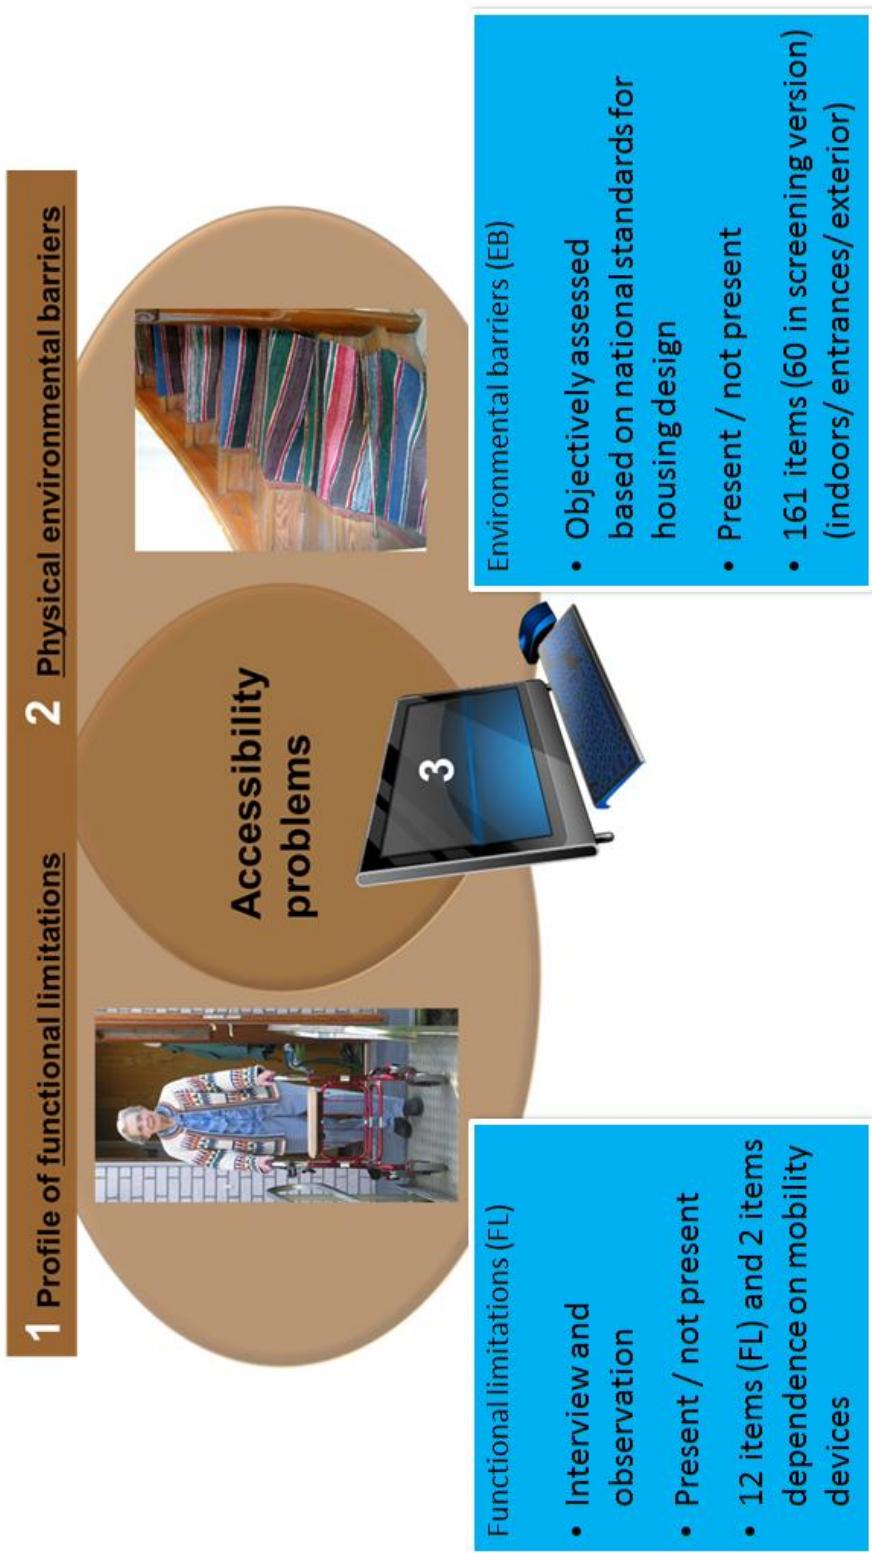 1 Profile of functional limitations
2 Physical environmental barriers
Accessibility
problems
3
Functional limitations (FL)
• Interview and
observation
• Present / not present
• 12 items (FL) and 2 items
dependence on mobility
devices
Environmental barriers (EB)
• Objectively assessed
based on national standards for
housing design
• Present / not present
• 161 items (60 in screening version)
(indoors/ entrances/ exterior)